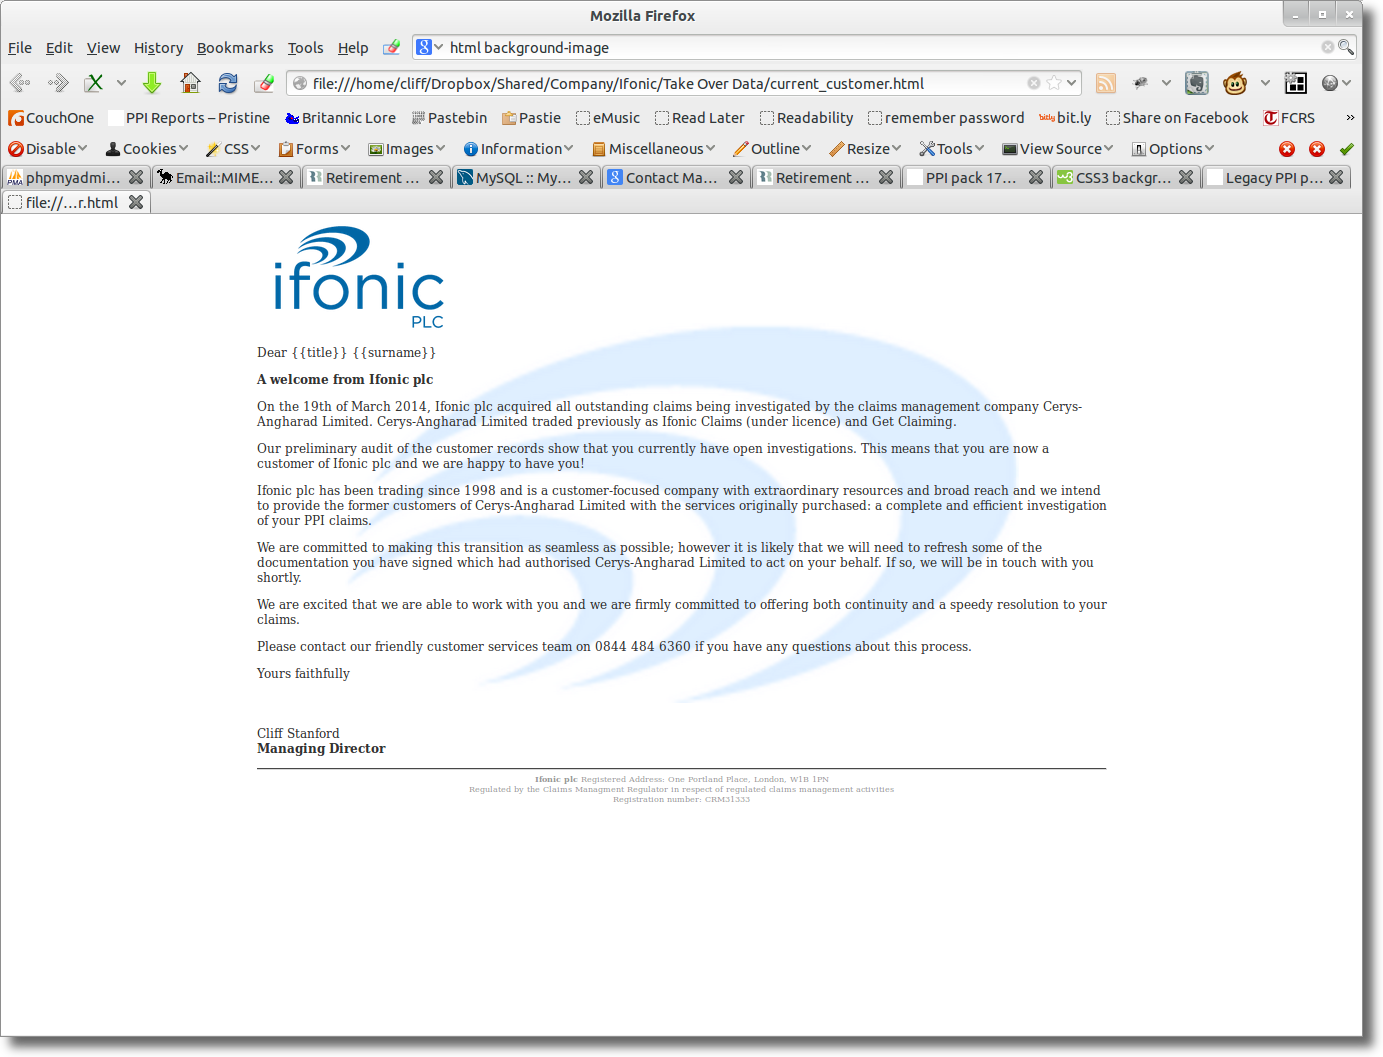 Mozilla Firefox
File Edit View History Bookmarks Tools Help html background-image
file:///home/cliff/Dropbox/Shared/Company/Ifonic/Take Over Data/current_customer.html
CouchOne PPI Reports – Pristine Britannic Lore Pastebin Pastie eMusic Read Later Readability remember password bitly bit.ly Share on Facebook FCRS »
Disable Cookies CSS Forms Images Information Miscellaneous Outline Resize Tools View Source Options
phpmyadmi... Email::MIME... Retirement ... MySQL :: My... Contact Ma... Retirement ... PPI pack 17... CSS3 backgr... Legacy PPI p...
file://...r.html
ifonic
PLC
Dear {{title}} {{surname}}
A welcome from Ifonic plc
On the 19th of March 2014, Ifonic plc acquired all outstanding claims being investigated by the claims management company Cerys-
Angharad Limited. Cerys-Angharad Limited traded previously as Ifonic Claims (under licence) and Get Claiming.
Our preliminary audit of the customer records show that you currently have open investigations. This means that you are now a
customer of Ifonic plc and we are happy to have you!
Ifonic plc has been trading since 1998 and is a customer-focused company with extraordinary resources and broad reach and we intend
to provide the former customers of Cerys-Angharad Limited with the services originally purchased: a complete and efficient investigation
of your PPI claims.
We are committed to making this transition as seamless as possible; however it is likely that we will need to refresh some of the
documentation you have signed which had authorised Cerys-Angharad Limited to act on your behalf. If so, we will be in touch with you
shortly.
We are excited that we are able to work with you and we are firmly committed to offering both continuity and a speedy resolution to your
claims.
Please contact our friendly customer services team on 0844 484 6360 if you have any questions about this process.
Yours faithfully
Cliff Stanford
Managing Director
Ifonic plc Registered Address: One Portland Place, London, W1B 1PN
Regulated by the Claims Managment Regulator in respect of regulated claims management activities
Registration number: CRM31333